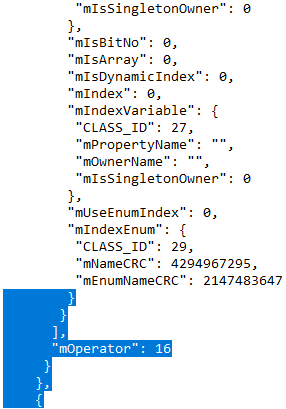 "mIsSingletonOwner": 0
},
"mIsBitNo": 0,
"mIsArray": 0,
"mIsDynamicIndex": 0,
"mIndex": 0,
"mIndexVariable": {
"CLASS_ID": 27,
"mPropertyName": "",
"mOwnerName": "",
"mIsSingletonOwner": 0
},
"mUseEnumIndex": 0,
"mIndexEnum": {
"CLASS_ID": 29,
"mNameCRC": 4294967295,
"mEnumNameCRC": 2147483647
}
}
],
"mOperator": 16
}
},
{